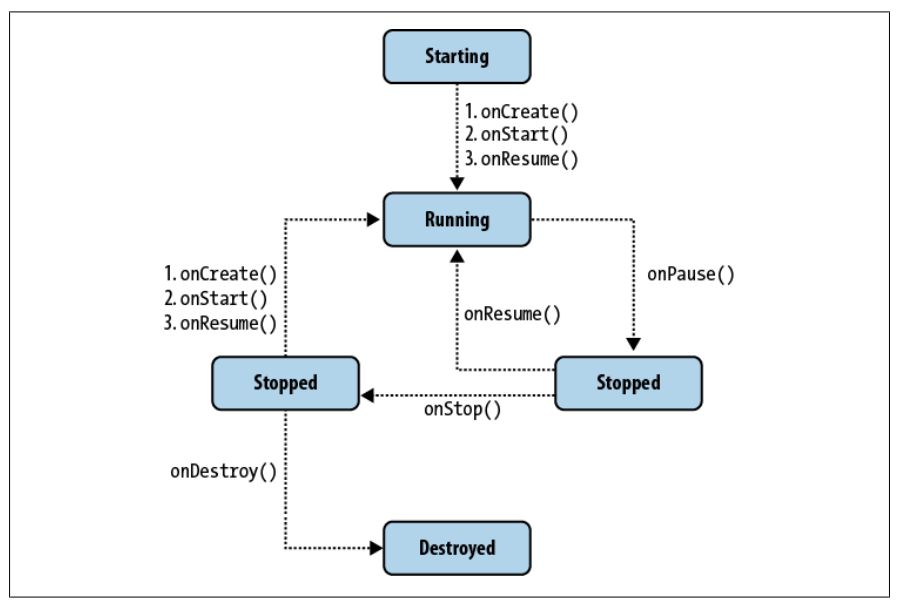 Starting
1. onCreate()
2. onStart()
3. onResume()
Running
1. onCreate()
2. onStart()
3. onResume()
onPause()
onResume()
Stopped
Stopped
onStop()
onDestroy()
Destroyed